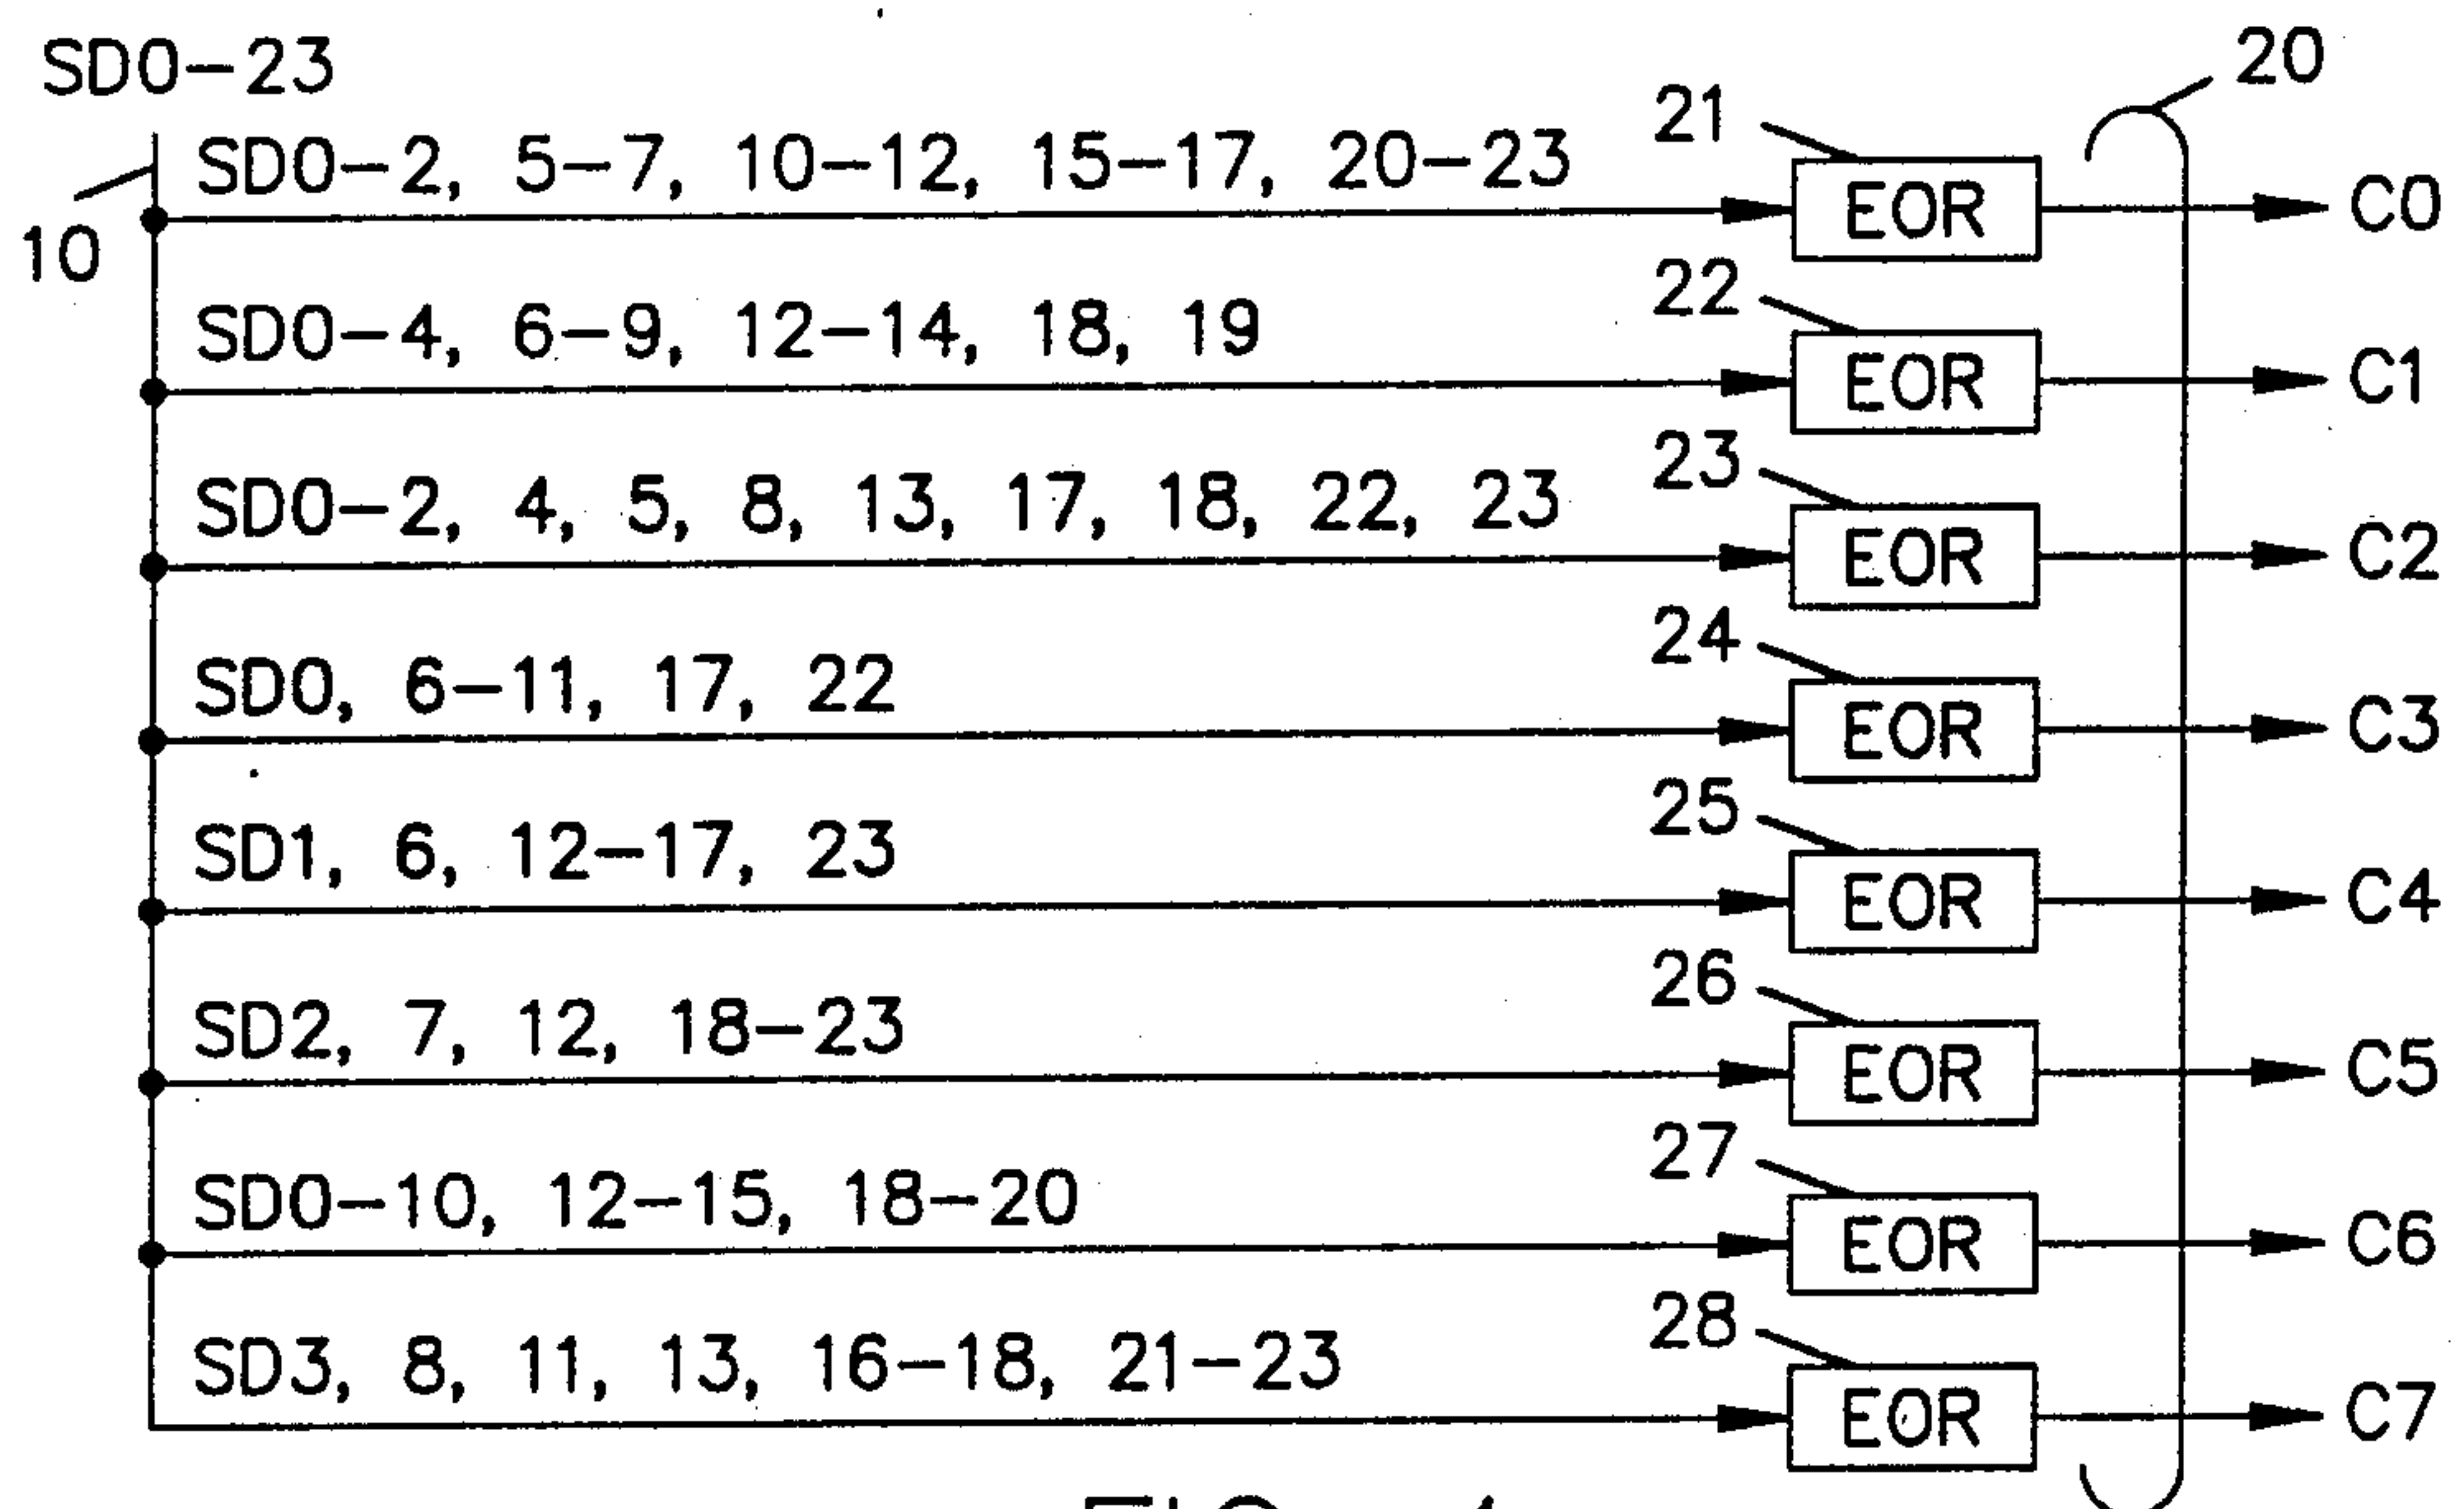 SD0-23
20
21
SD0-2, 5-7, 10-12, 15-17, 20-23
EOR
C0
10
22
SD0-4, 6-9, 12-14, 18, 19
EOR
C1
23
SD0-2, 4, 5, 8, 13, 17, 18, 22, 23
EOR
C2
24
SD0, 6-11, 17, 22
EOR
C3
25
SD1, 6, 12-17, 23
EOR
C4
26
SD2, 7, 12, 18-23
EOR
C5
27
SD0-10, 12-15, 18-20
EOR
C6
28
SD3, 8, 11, 13, 16-18, 21-23
EOR
C7